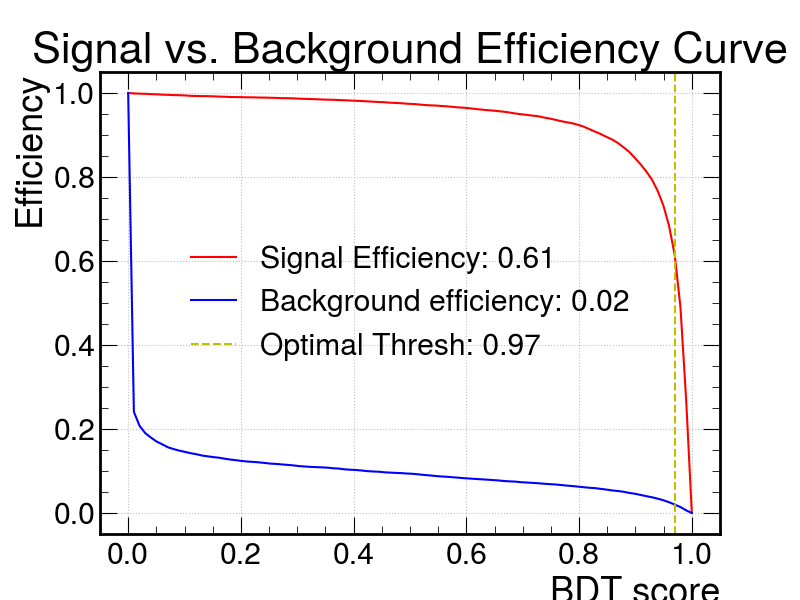 Signal vs. Background Efficiency Curve
Efficiency
1.0
0.8
0.6
0.4
0.2
0.0
Signal Efficiency: 0.61
Background efficiency: 0.02
Optimal Thresh: 0.97
0.0 0.2 0.4 0.6 0.8 1.0
BDT score